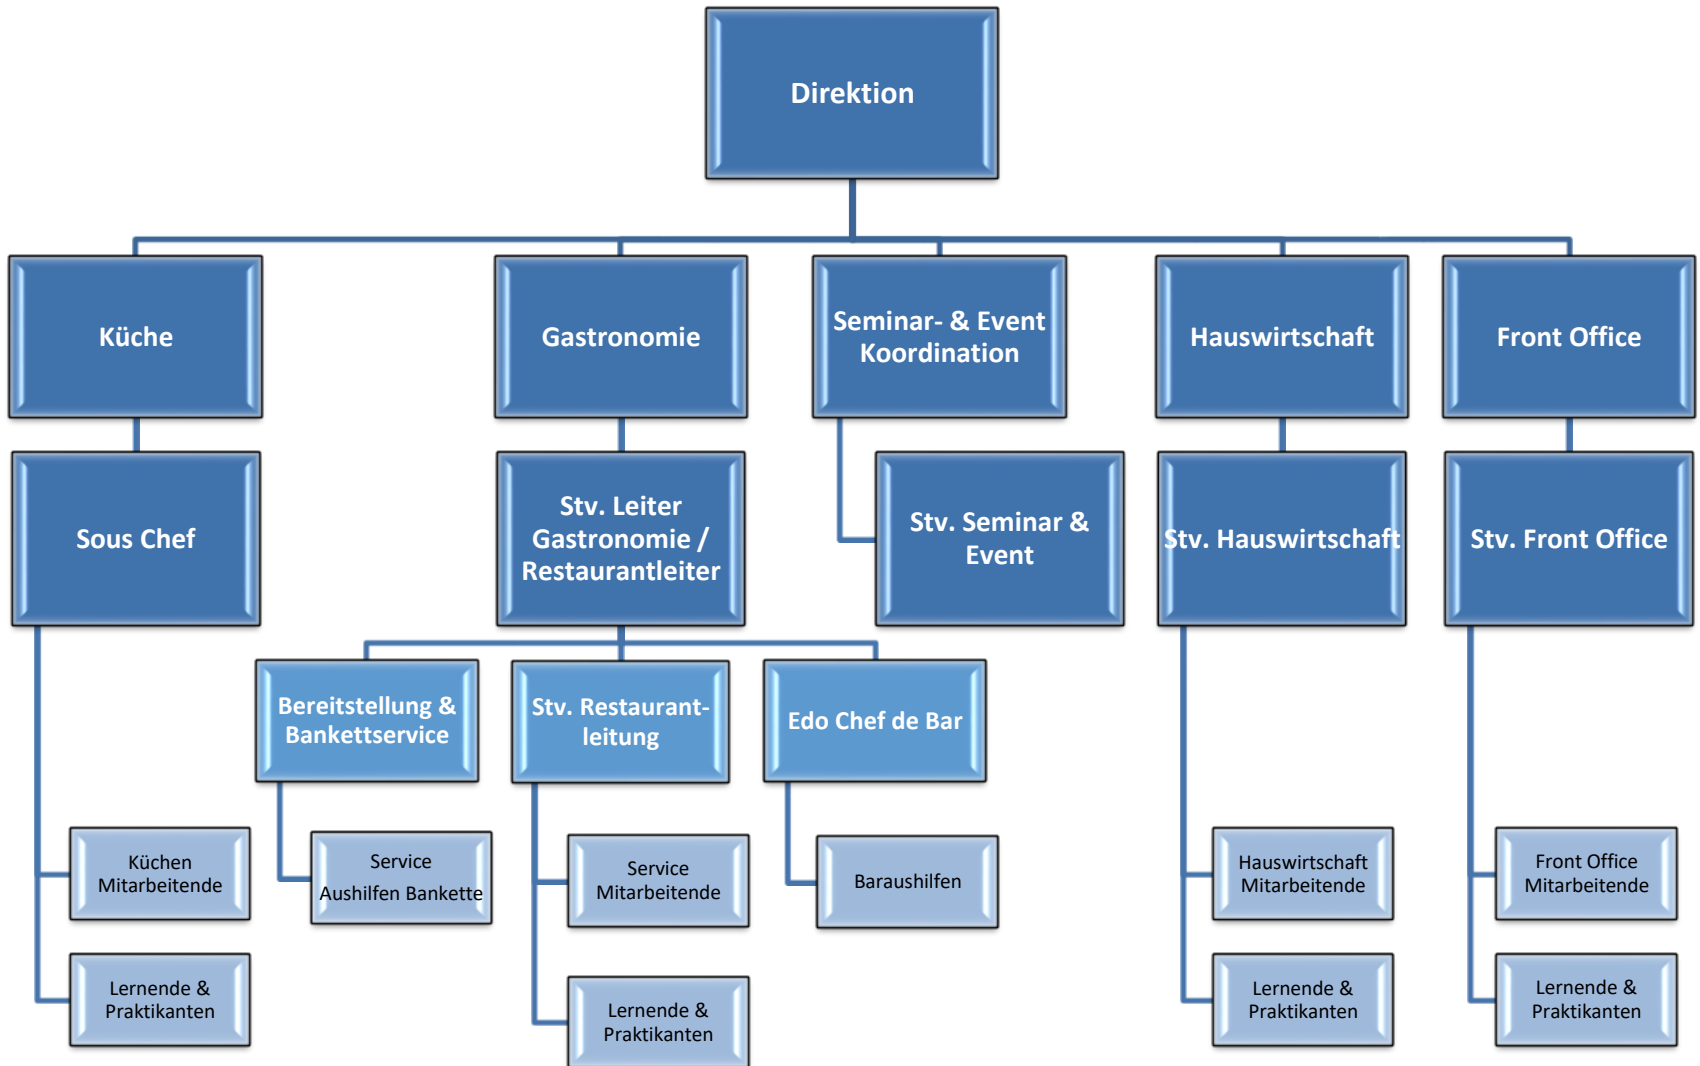 Direktion
Küche
Gastronomie
Seminar- & Event
Koordination
Hauswirtschaft
Front Office
Sous Chef
Stv. Leiter
Gastronomie /
Restaurantleiter
Stv. Seminar &
Event
Stv. Hauswirtschaft
Stv. Front Office
Bereitstellung &
Bankettservice
Stv. Restaurant-
leitung
Edo Chef de Bar
Küchen
Mitarbeitende
Service
Aushilfen Bankette
Service
Mitarbeitende
Baraushilfen
Hauswirtschaft
Mitarbeitende
Front Office
Mitarbeitende
Lernende &
Praktikanten
Lernende &
Praktikanten
Lernende &
Praktikanten
Lernende &
Praktikanten